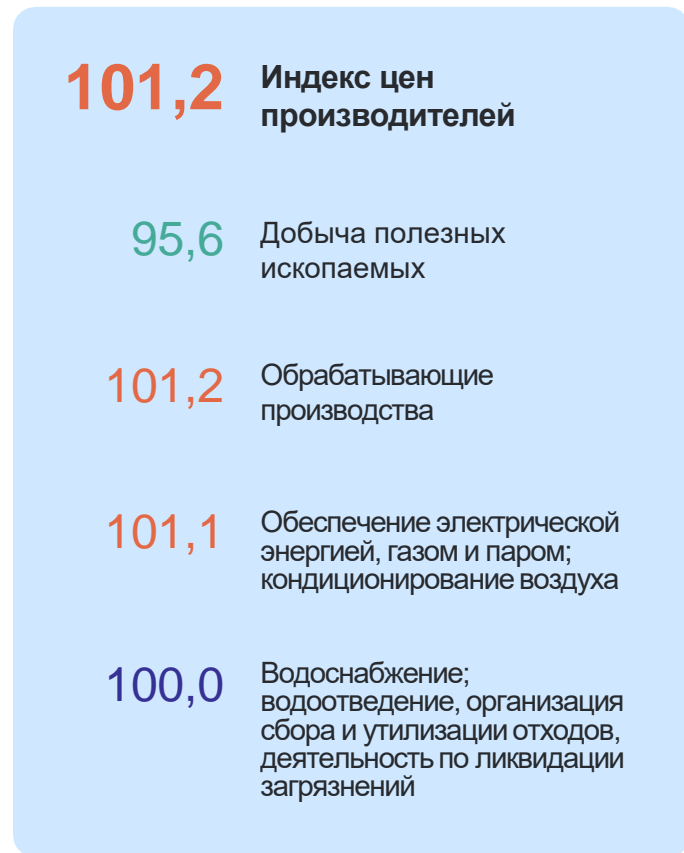 101,2 Индекс цен
производителей
95,6 Добыча полезных
ископаемых
101,2 Обрабатывающие
производства
101,1 Обеспечение электрической
энергией, газом и паром;
кондиционирование воздуха
100,0 Водоснабжение;
водоотведение, организация
сбора и утилизации отходов,
деятельность по ликвидации
загрязнений